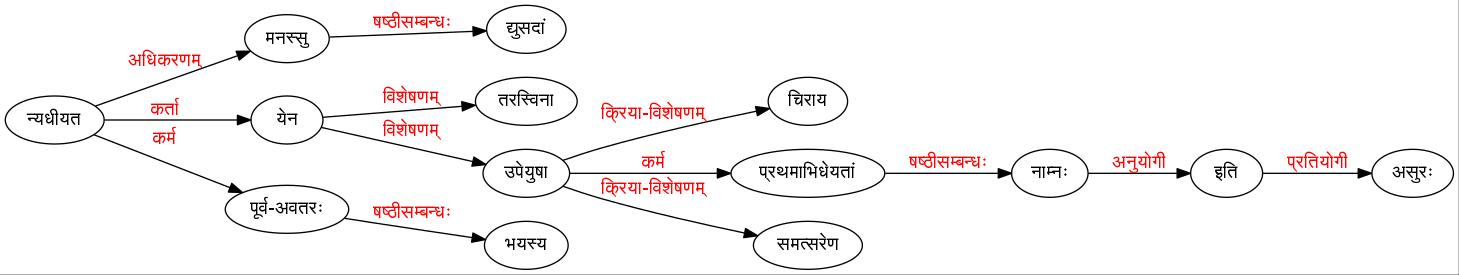 षष्ठीसम्बन्धः
द्युसदां
मनस्सु
अधिकरणम्
विशेषणम्
तरस्विना
चिराय
कर्ता
क्रिया-विशेषणम्
न्यधीयत
येन
विशेषणम्
कर्म
कर्म
षष्ठीसम्बन्धः
अनुयोगी
प्रतियोगी
उपेयुषा
प्रथमाभिधेयतां
नाम्नः
इति
असुरः
क्रिया-विशेषणम्
पूर्व-अवतरः
षष्ठीसम्बन्धः
भयस्य
समत्सरेण